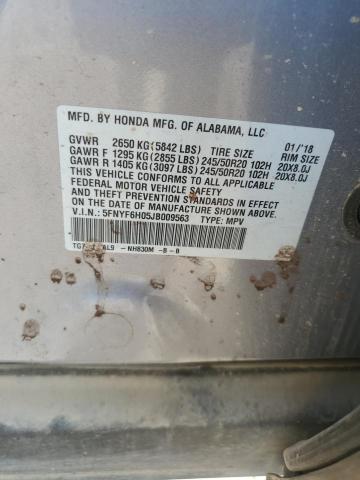 MFD. BY HONDA MFG. OF ALABAMA, LLC 01/'18
GVWR 2650 KG(5842 LBS) TIRE SIZE RIM SIZE
GAWR F 1295 KG(2855 LBS) 245/50R20 102H 20X8.0J
GAWR R 1405 KG(3097 LBS) 245/50R20 102H 20X8.0J
THIS VEHICLE CONFORMS TO ALL APPLICABLE
FEDERAL MOTOR VEHICLE SAFETY STANDARDS IN EFFECT
ON THE DATE OF MANUFACTURE SHOWN ABOVE.
V.I.N: 5FNYF6H05JB009563 TYPE: MPV
-NH830M -B-0